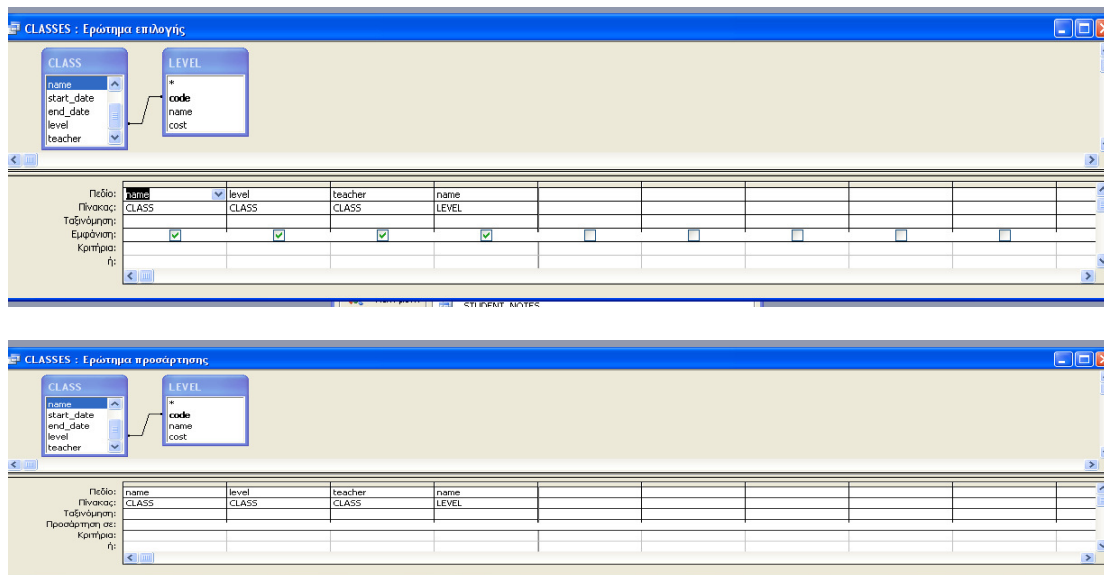 CLASSES : Ερώτημα επιλογής
CLASS LEVEL
name *
start_date code
end_date name
level cost
teacher
Πεδίο: name level teacher name
Πίνακας: CLASS CLASS CLASS LEVEL
Ταξινόμηση:
Εμφάνιση:
Κριτήρια:
ή:
STUDENT_NOTES
CLASSES : Ερώτημα προσάρτησης
CLASS LEVEL
name *
start_date code
end_date name
level cost
teacher
Πεδίο: name level teacher name
Πίνακας: CLASS CLASS CLASS LEVEL
Ταξινόμηση:
Προσάρτηση σε:
Κριτήρια:
ή: